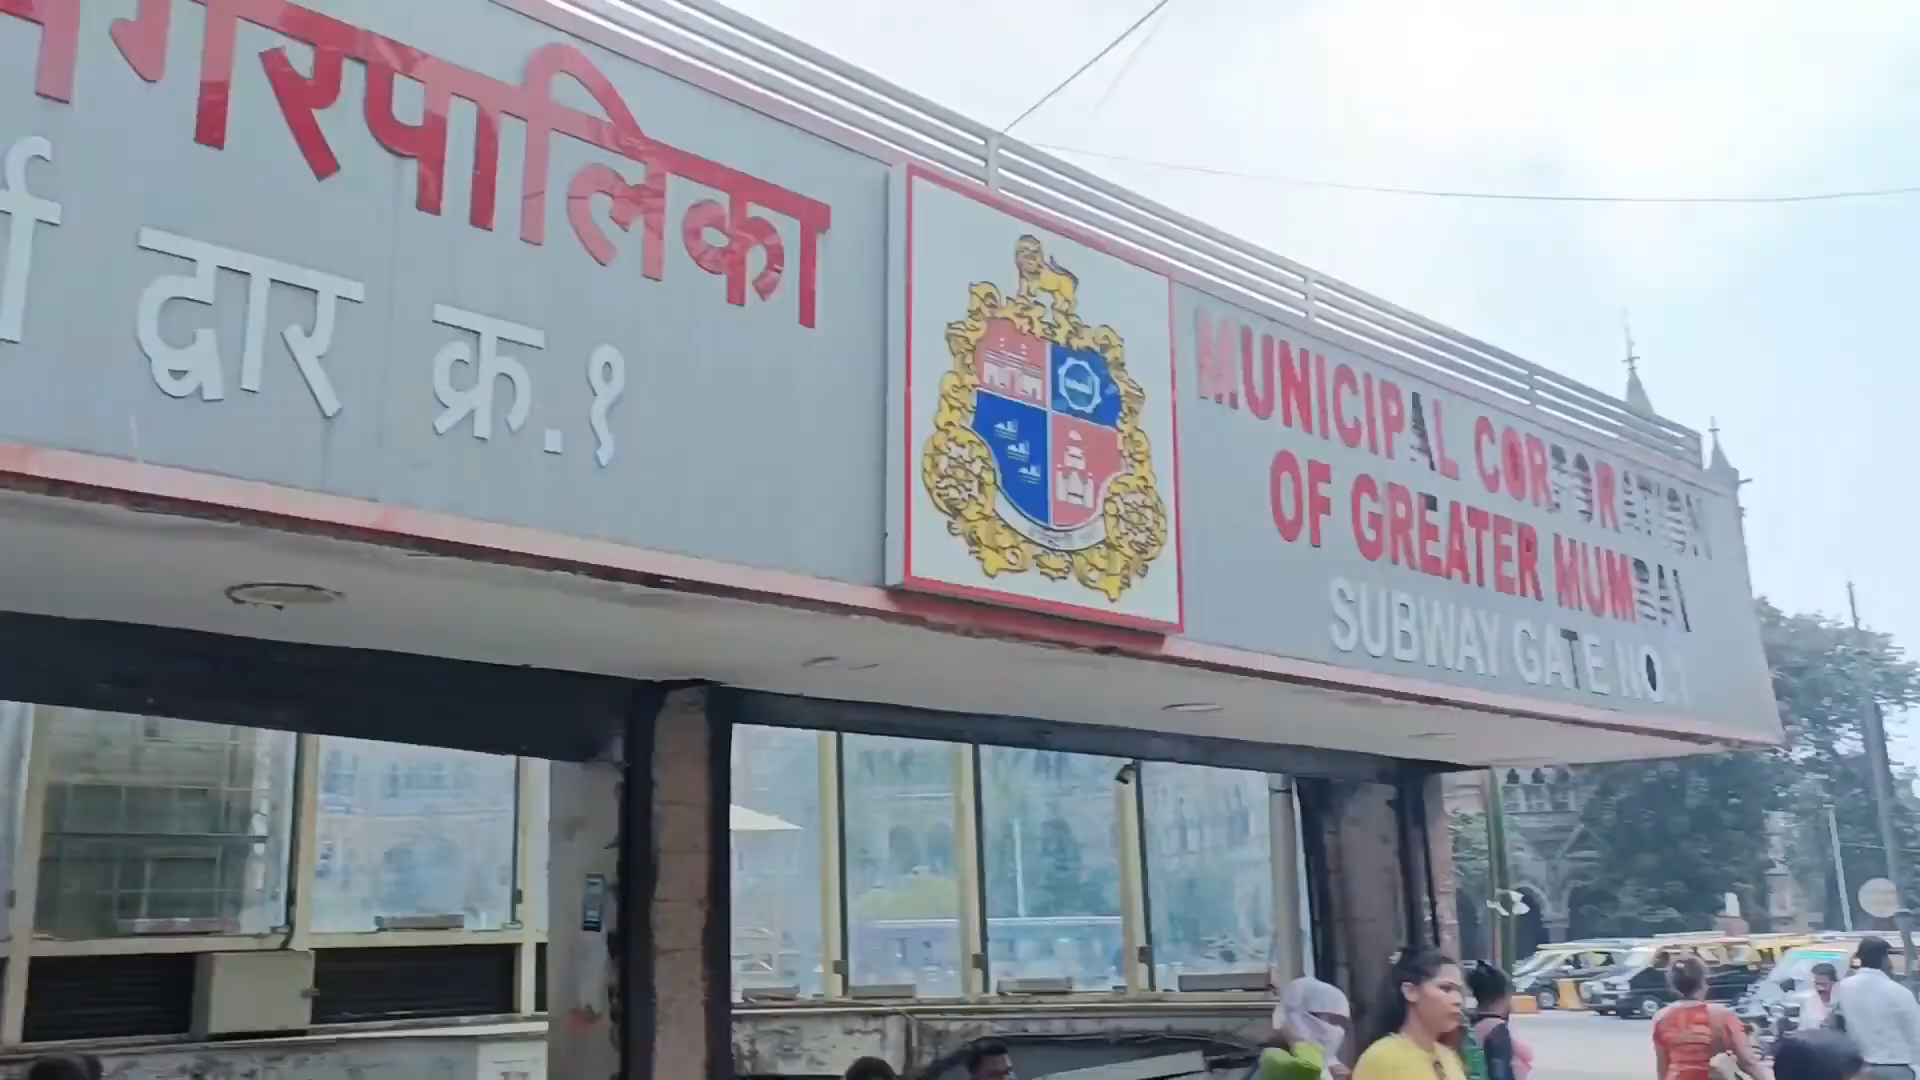 नगरपालिका
द्वार क्र.१
MUNICIPAL CORPORATION
OF GREATER MUMBAI
SUBWAY GATE NO.1